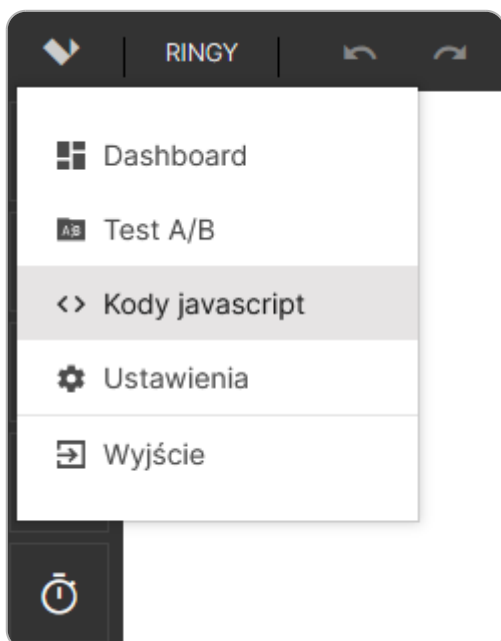 RINGY
Dashboard
A|B Test A/B
Kody javascript
Ustawienia
Wyjście